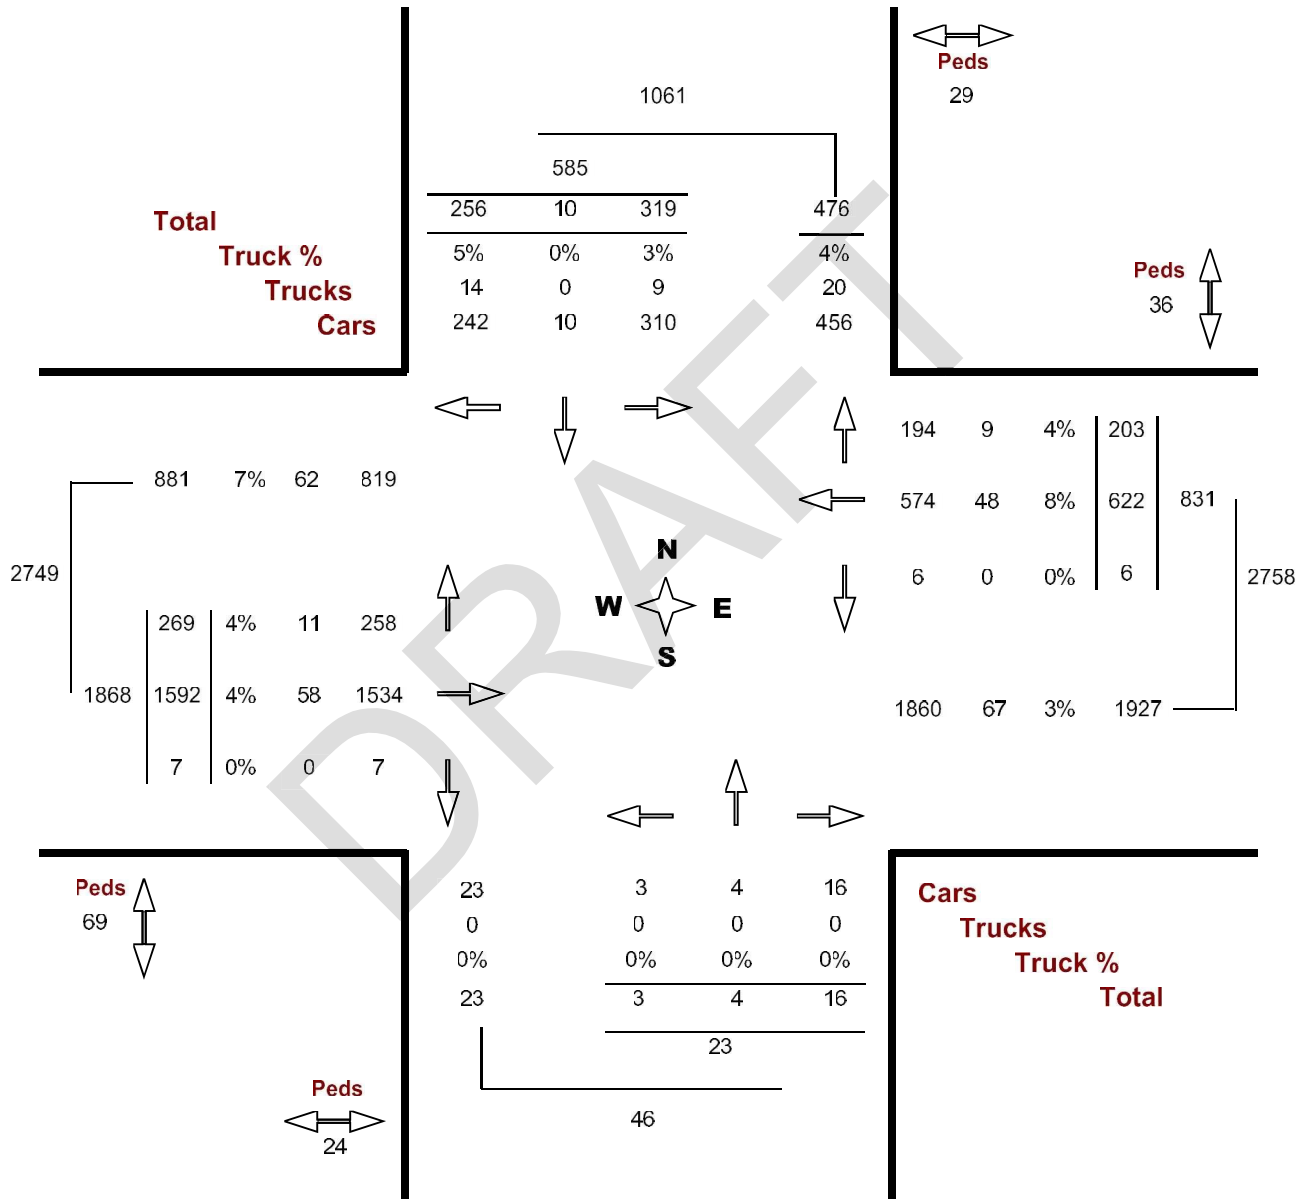 Peds
29
1061
585
256 10 319 476
Total
5% 0% 3% 4%
Truck %
14 0 9 20
Trucks
242 10 310 456
Cars
Peds
36
194 9 4% 203
881 7% 62 819
574 48 8% 622 831
N
2749
6 0 0% 6 2758
W E
269 4% 11 258
S
1868 1592 4% 58 1534
1860 67 3% 1927
7 0% 0 7
DRAFT
Peds
69
23 3 4 16
Cars
0 0 0 0
Trucks
0% 0% 0% 0%
Truck %
23 3 4 16
Total
23
Peds
46
24